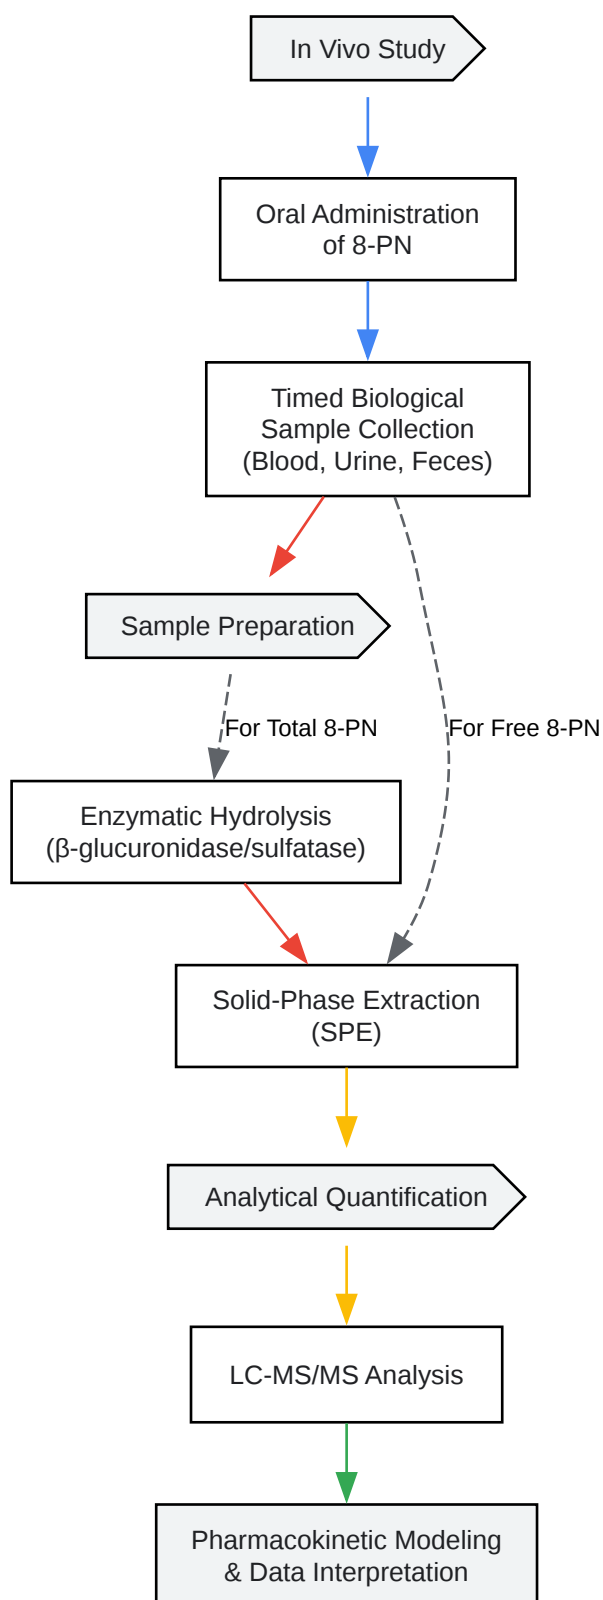 In Vivo Study
Oral Administration
of 8-PN
Timed Biological
Sample Collection
(Blood, Urine, Feces)
Sample Preparation
For Total 8-PN
For Free 8-PN
Enzymatic Hydrolysis
(β-glucuronidase/sulfatase)
Solid-Phase Extraction
(SPE)
Analytical Quantification
LC-MS/MS Analysis
Pharmacokinetic Modeling
& Data Interpretation